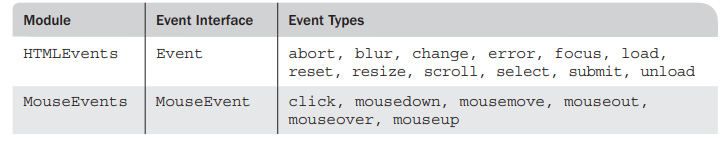 Module Event Interface Event Types
HTMLEvents Event abort, blur, change, error, focus, load,
reset, resize, scroll, select, submit, unload
MouseEvents MouseEvent click, mousedown, mousemove, mouseout,
mouseover, mouseup